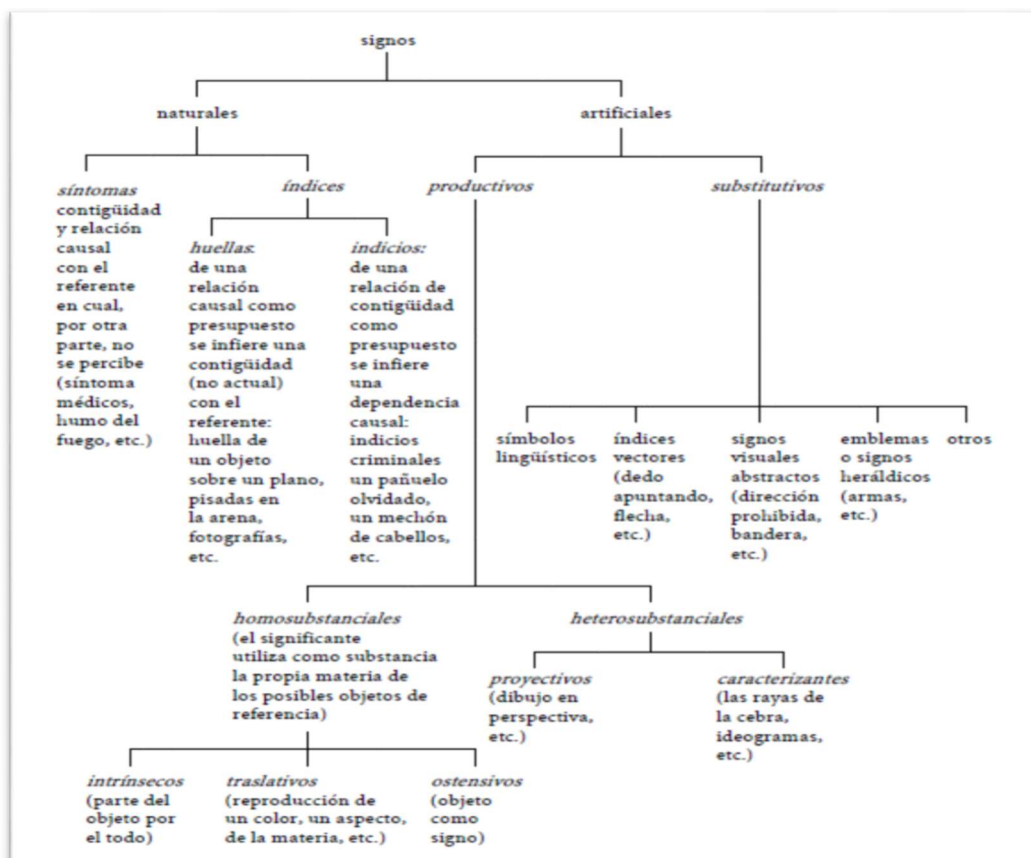 signos
naturales
artificiales
síntomas
contigüidad
y relación
causal
con el
referente
en cual,
por otra
parte, no
se percibe
(síntoma
médicos,
humo del
fuego, etc.)
índices
huellas:
de una
relación
causal como
presupuesto
se infiere una
contigüidad
(no actual)
con el
referente:
huella de
un objeto
sobre un plano,
pisadas en
la arena,
fotografías,
etc.
indicios:
de una
relación de
contigüidad
como
presupuesto
se infiere
una
dependencia
causal:
indicios
criminales
un pañuelo
olvidado,
un mechón
de cabellos,
etc.
productivos
substitutivos
símbolos
lingüísticos
índices
vectores
(dedo
apuntando,
flecha,
etc.)
signos
visuales
abstractos
(dirección
prohibida,
bandera,
etc.)
emblemas
o signos
heráldicos
(armas,
etc.)
otros
homosubstanciales
(el significante
utiliza como substancia
la propia materia de
los posibles objetos de
referencia)
heterosubstanciales
proyectivos
(dibujo en
perspectiva,
etc.)
caracterizantes
(las rayas de
la cebra,
ideogramas,
etc.)
intrínsecos
(parte del
objeto por
el todo)
traslativos
(reproducción de
un color, un aspecto,
de la materia, etc.)
ostensivos
(objeto
como
signo)